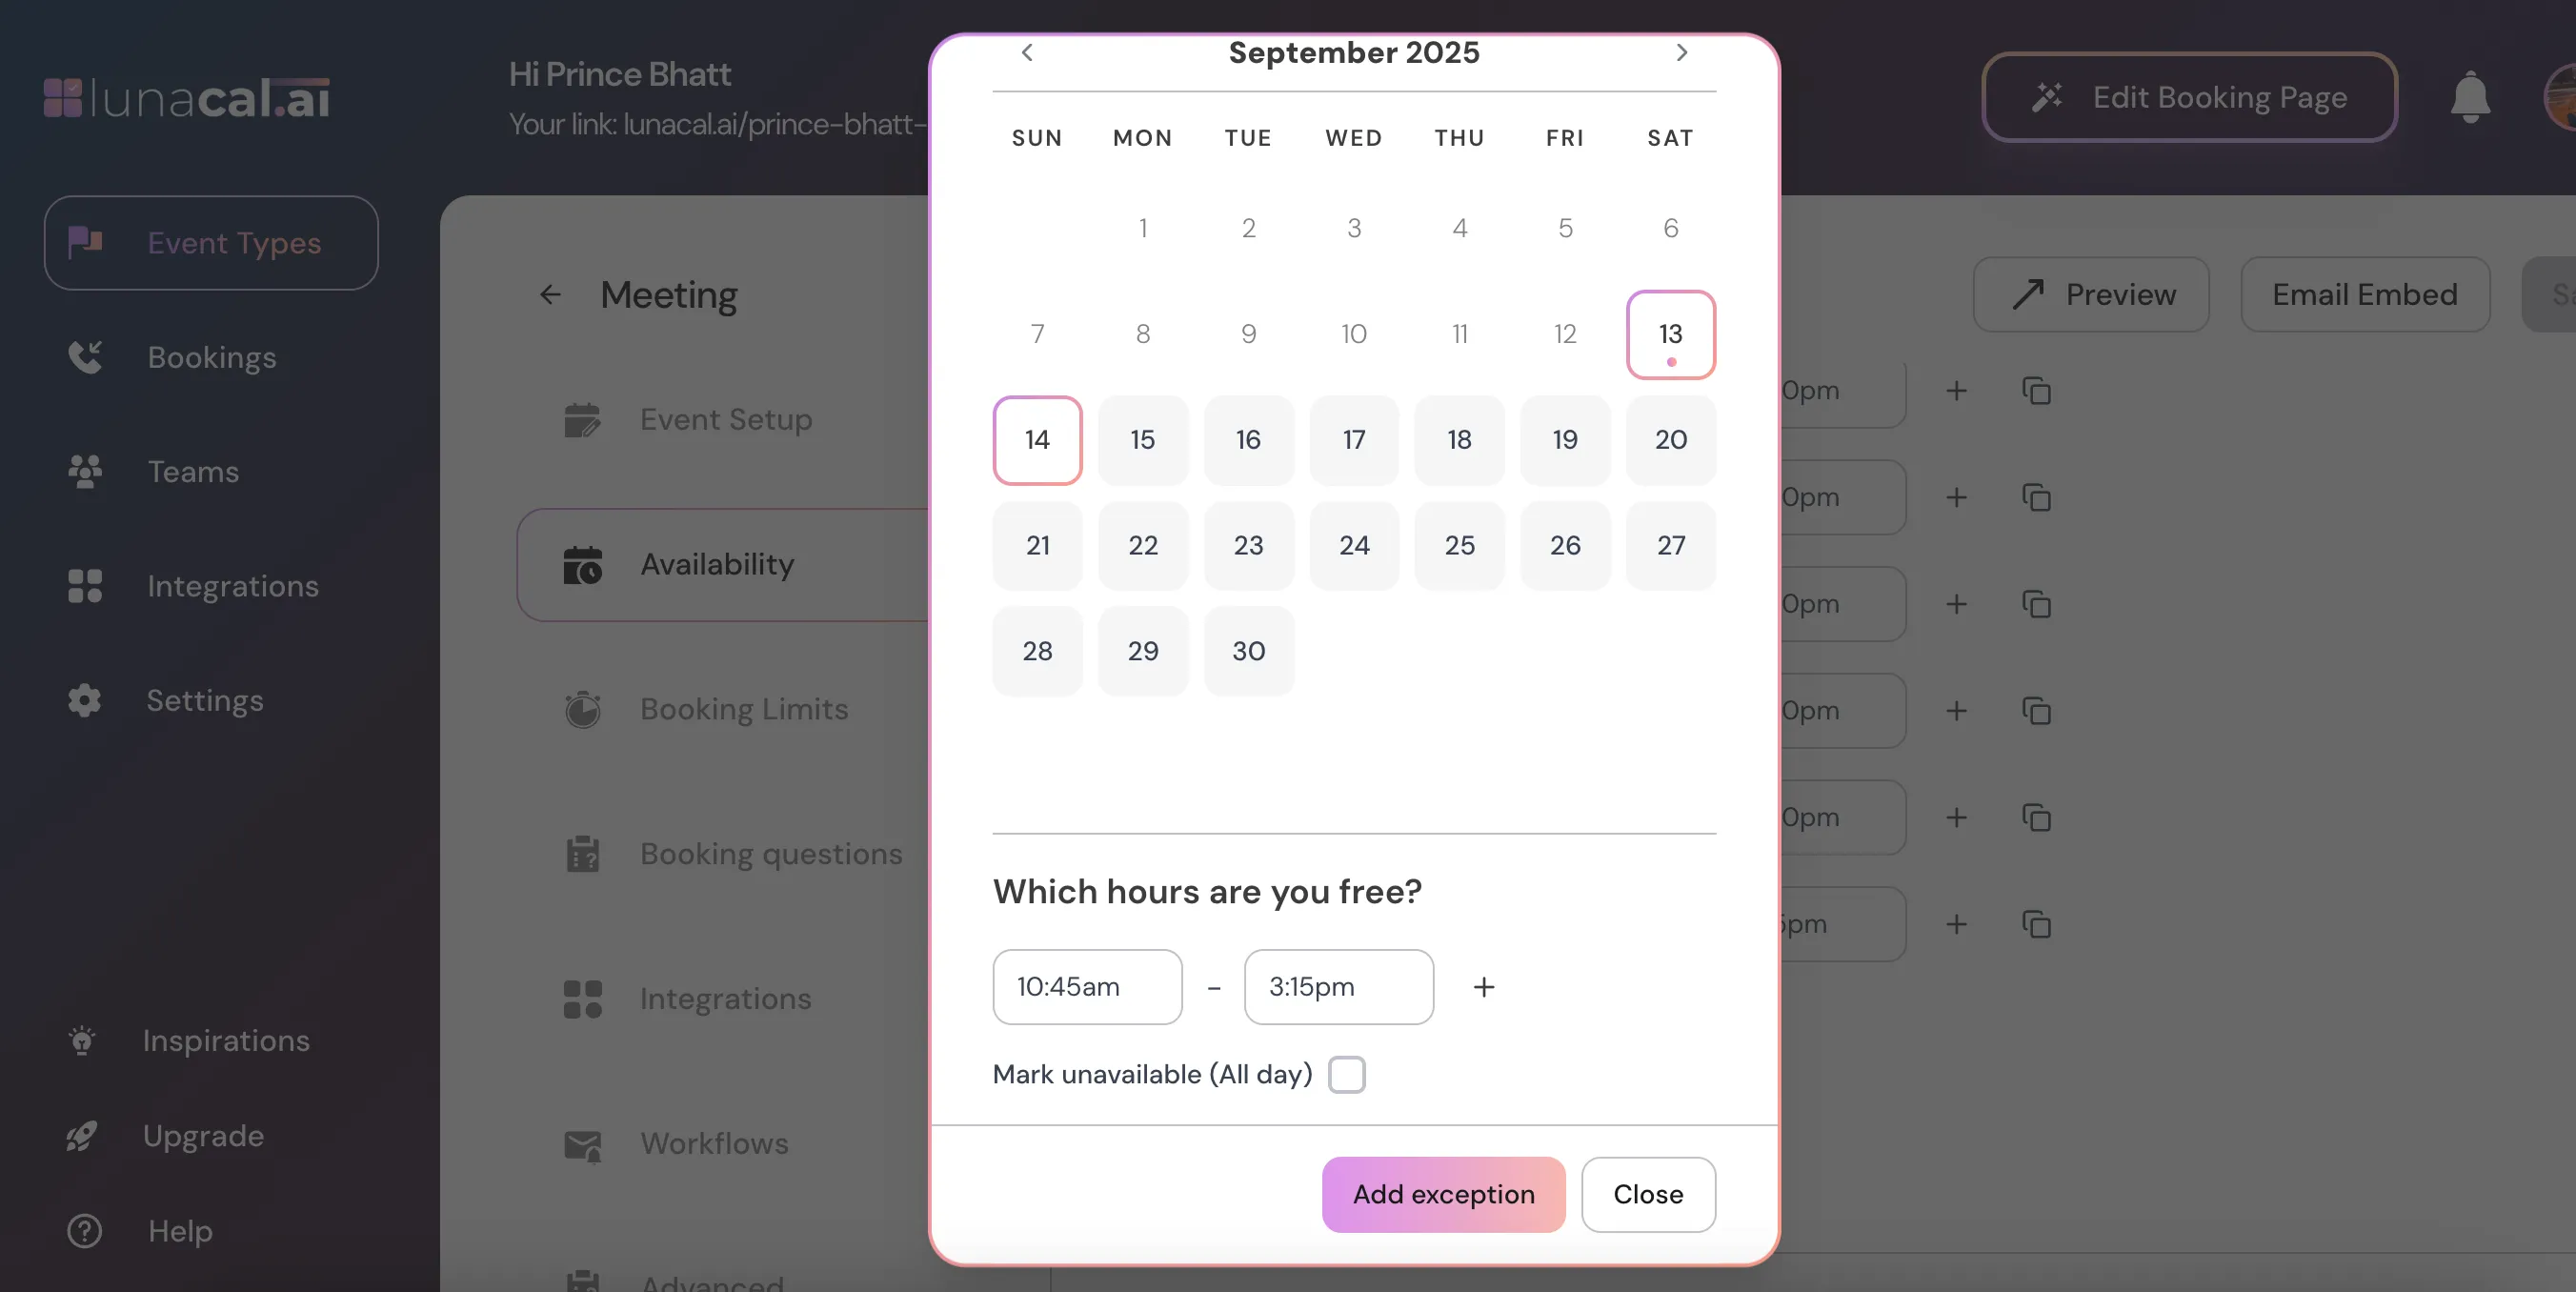 lunacal.ai
Hi Prince Bhatt
Your link: lunacal.ai/prince-bhatt-
Edit Booking Page
Event Types
Bookings
Teams
Integrations
Settings
Inspirations
Upgrade
Help
Meeting
Preview
Email Embed
Event Setup
Availability
Booking Limits
Booking questions
Integrations
Workflows
Advanced
September 2025
SUN MON TUE WED THU FRI SAT
1 2 3 4 5 6
7 8 9 10 11 12 13
14 15 16 17 18 19 20
21 22 23 24 25 26 27
28 29 30
Which hours are you free?
10:45am - 3:15pm
Mark unavailable (All day)
Add exception
Close
0pm
0pm
0pm
0pm
0pm
5pm